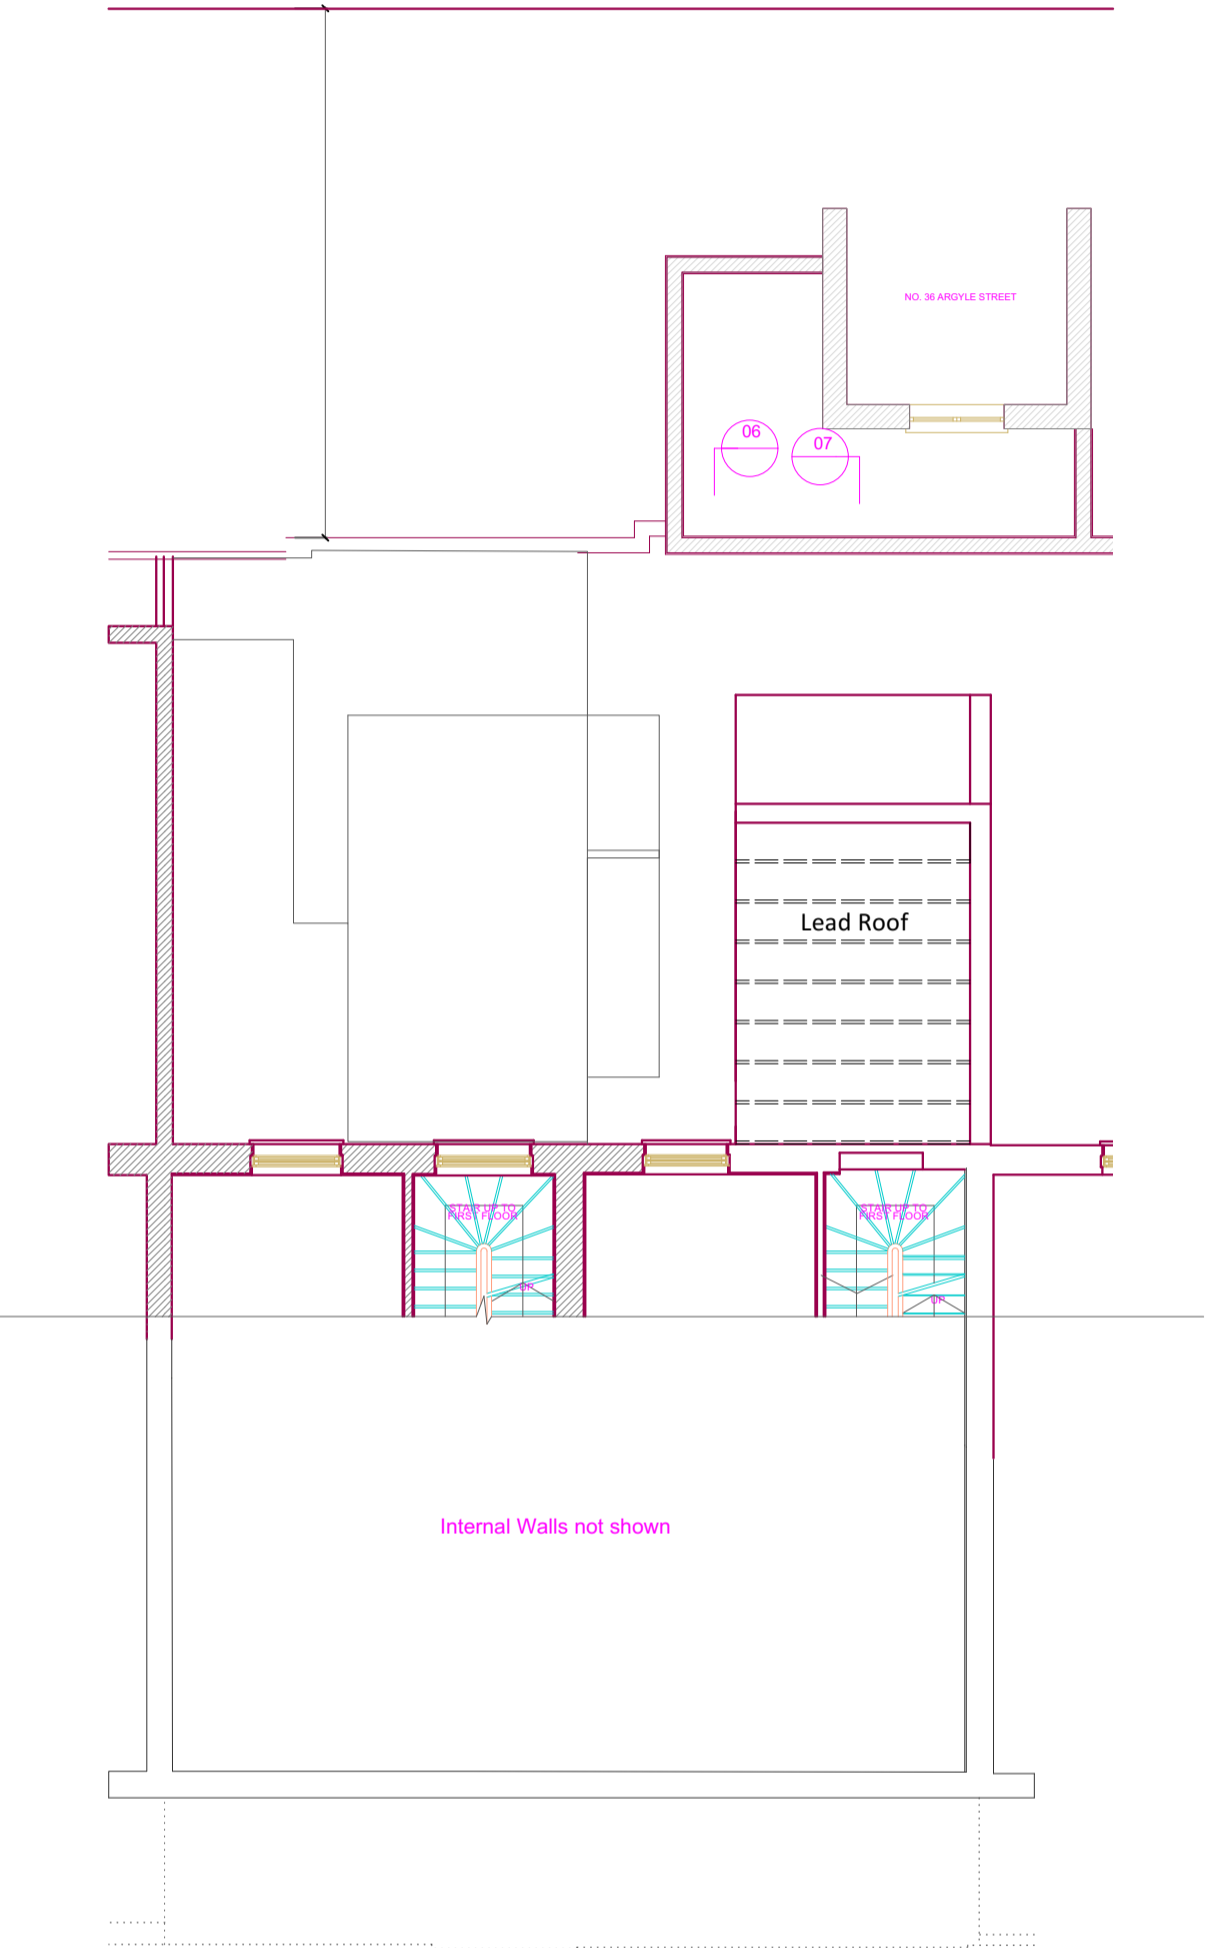 NO. 36 ARGYLE STREET
06
07
Lead Roof
STAIR UP TO
FIRST FLOOR
UP
STAIR UP TO
FIRST FLOOR
UP
Internal Walls not shown